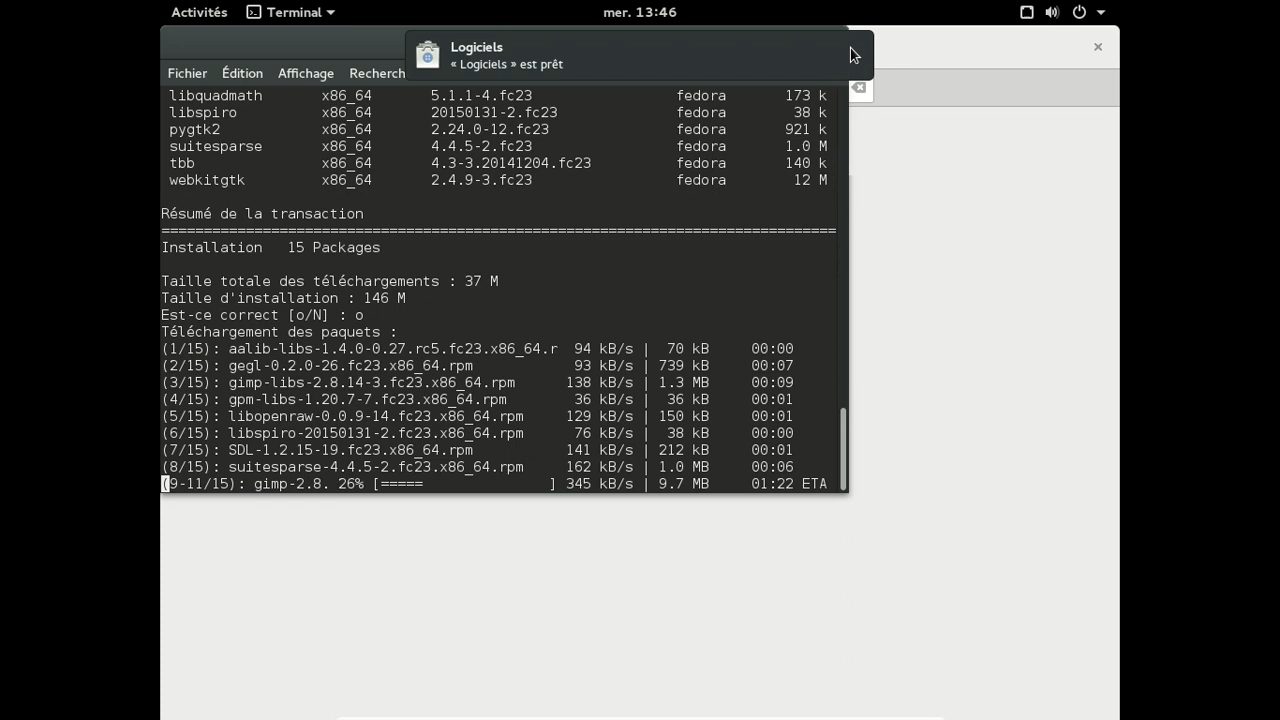 Activités Terminal mer. 13:46
Logiciels
« Logiciels » est prêt
Fichier Édition Affichage Recherch
libquadmath x86_64 5.1.1-4.fc23 fedora 173 k
libspiro x86_64 20150131-2.fc23 fedora 38 k
pygtk2 x86_64 2.24.0-12.fc23 fedora 921 k
suitesparse x86_64 4.4.5-2.fc23 fedora 1.0 M
tbb x86_64 4.3-3.20141204.fc23 fedora 140 k
webkitgtk x86_64 2.4.9-3.fc23 fedora 12 M
Résumé de la transaction
================================================================================
Installation 15 Packages
Taille totale des téléchargements : 37 M
Taille d'installation : 146 M
Est-ce correct [o/N] : o
Téléchargement des paquets :
(1/15): aalib-libs-1.4.0-0.27.rc5.fc23.x86_64.r 94 kB/s | 70 kB 00:00
(2/15): gegl-0.2.0-26.fc23.x86_64.rpm 93 kB/s | 739 kB 00:07
(3/15): gimp-libs-2.8.14-3.fc23.x86_64.rpm 138 kB/s | 1.3 MB 00:09
(4/15): gpm-libs-1.20.7-7.fc23.x86_64.rpm 36 kB/s | 36 kB 00:01
(5/15): libopenraw-0.0.9-14.fc23.x86_64.rpm 129 kB/s | 150 kB 00:01
(6/15): libspiro-20150131-2.fc23.x86_64.rpm 76 kB/s | 38 kB 00:00
(7/15): SDL-1.2.15-19.fc23.x86_64.rpm 141 kB/s | 212 kB 00:01
(8/15): suitesparse-4.4.5-2.fc23.x86_64.rpm 162 kB/s | 1.0 MB 00:06
(9-11/15): gimp-2.8. 26% [===== ] 345 kB/s | 9.7 MB 01:22 ETA